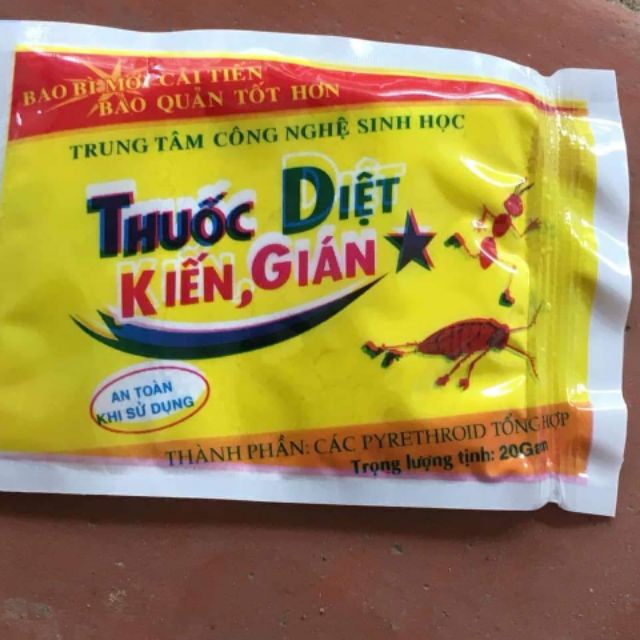 BAO BÌ MỚI CẢI TIẾN
BẢO QUẢN TỐT HƠN
TRUNG TÂM CÔNG NGHỆ SINH HỌC
THUỐC DIỆT
KIẾN, GIÁN
AN TOÀN
KHI SỬ DỤNG
THÀNH PHẦN: CÁC PYRETHROID TỔNG HỢP
Trọng lượng tịnh: 20Gam